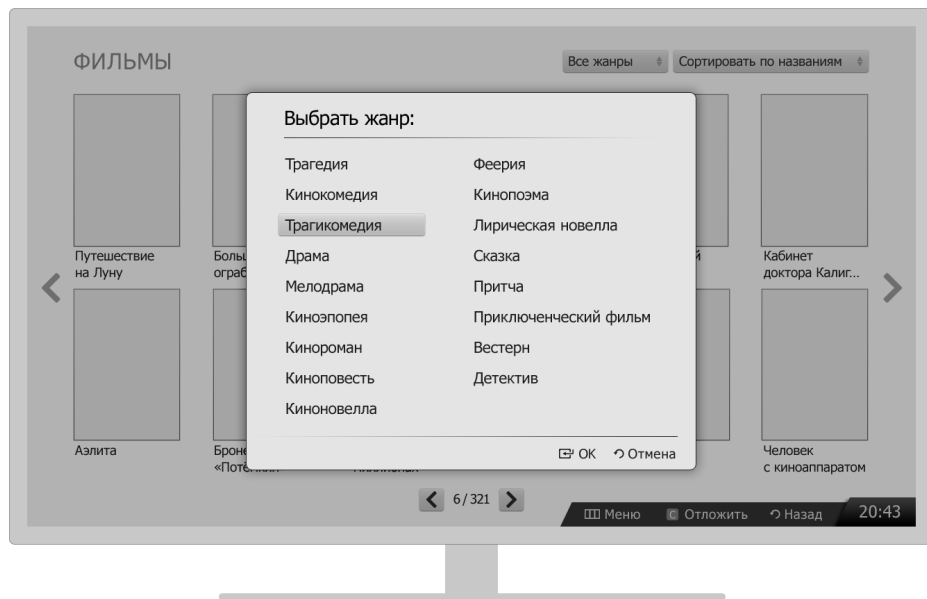 ФИЛЬМЫ
Все жанры
Сортировать по названиям
Выбрать жанр:
Трагедия
Кинокомедия
Трагикомедия
Драма
Мелодрама
Киноэпопея
Кинороман
Киноповесть
Киноновелла
Феерия
Кинопоэма
Лирическая новелла
Сказка
Притча
Приключенческий фильм
Вестерн
Детектив
OK
Отмена
Путешествие
на Луну
Кабинет
доктора Калиг...
Аэлита
Человек
с киноаппаратом
6 / 321
Меню
C Отложить
Назад
20:43